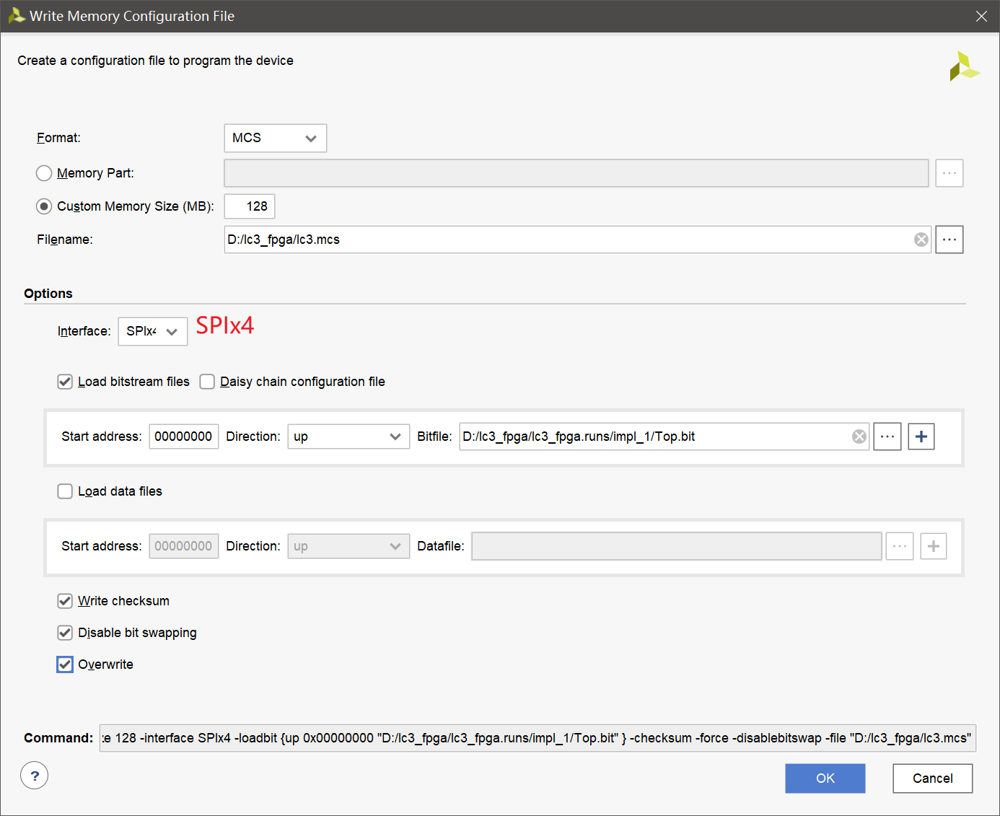 Write Memory Configuration File
Create a configuration file to program the device
Format: MCS
Memory Part: ...
Custom Memory Size (MB): 128
Filename: D:/lc3_fpga/lc3.mcs ...
Options
Interface: SPIx4 SPIx4
Load bitstream files Daisy chain configuration file
Start address: 00000000 Direction: up Bitfile: D:/lc3_fpga/lc3_fpga.runs/impl_1/Top.bit ... +
Load data files
Start address: 00000000 Direction: up Datafile: ... +
Write checksum
Disable bit swapping
Overwrite
Command: :e 128 -interface SPIx4 -loadbit {up 0x00000000 "D:/lc3_fpga/lc3_fpga.runs/impl_1/Top.bit" } -checksum -force -disablebitswap -file "D:/lc3_fpga/lc3.mcs"
? OK Cancel